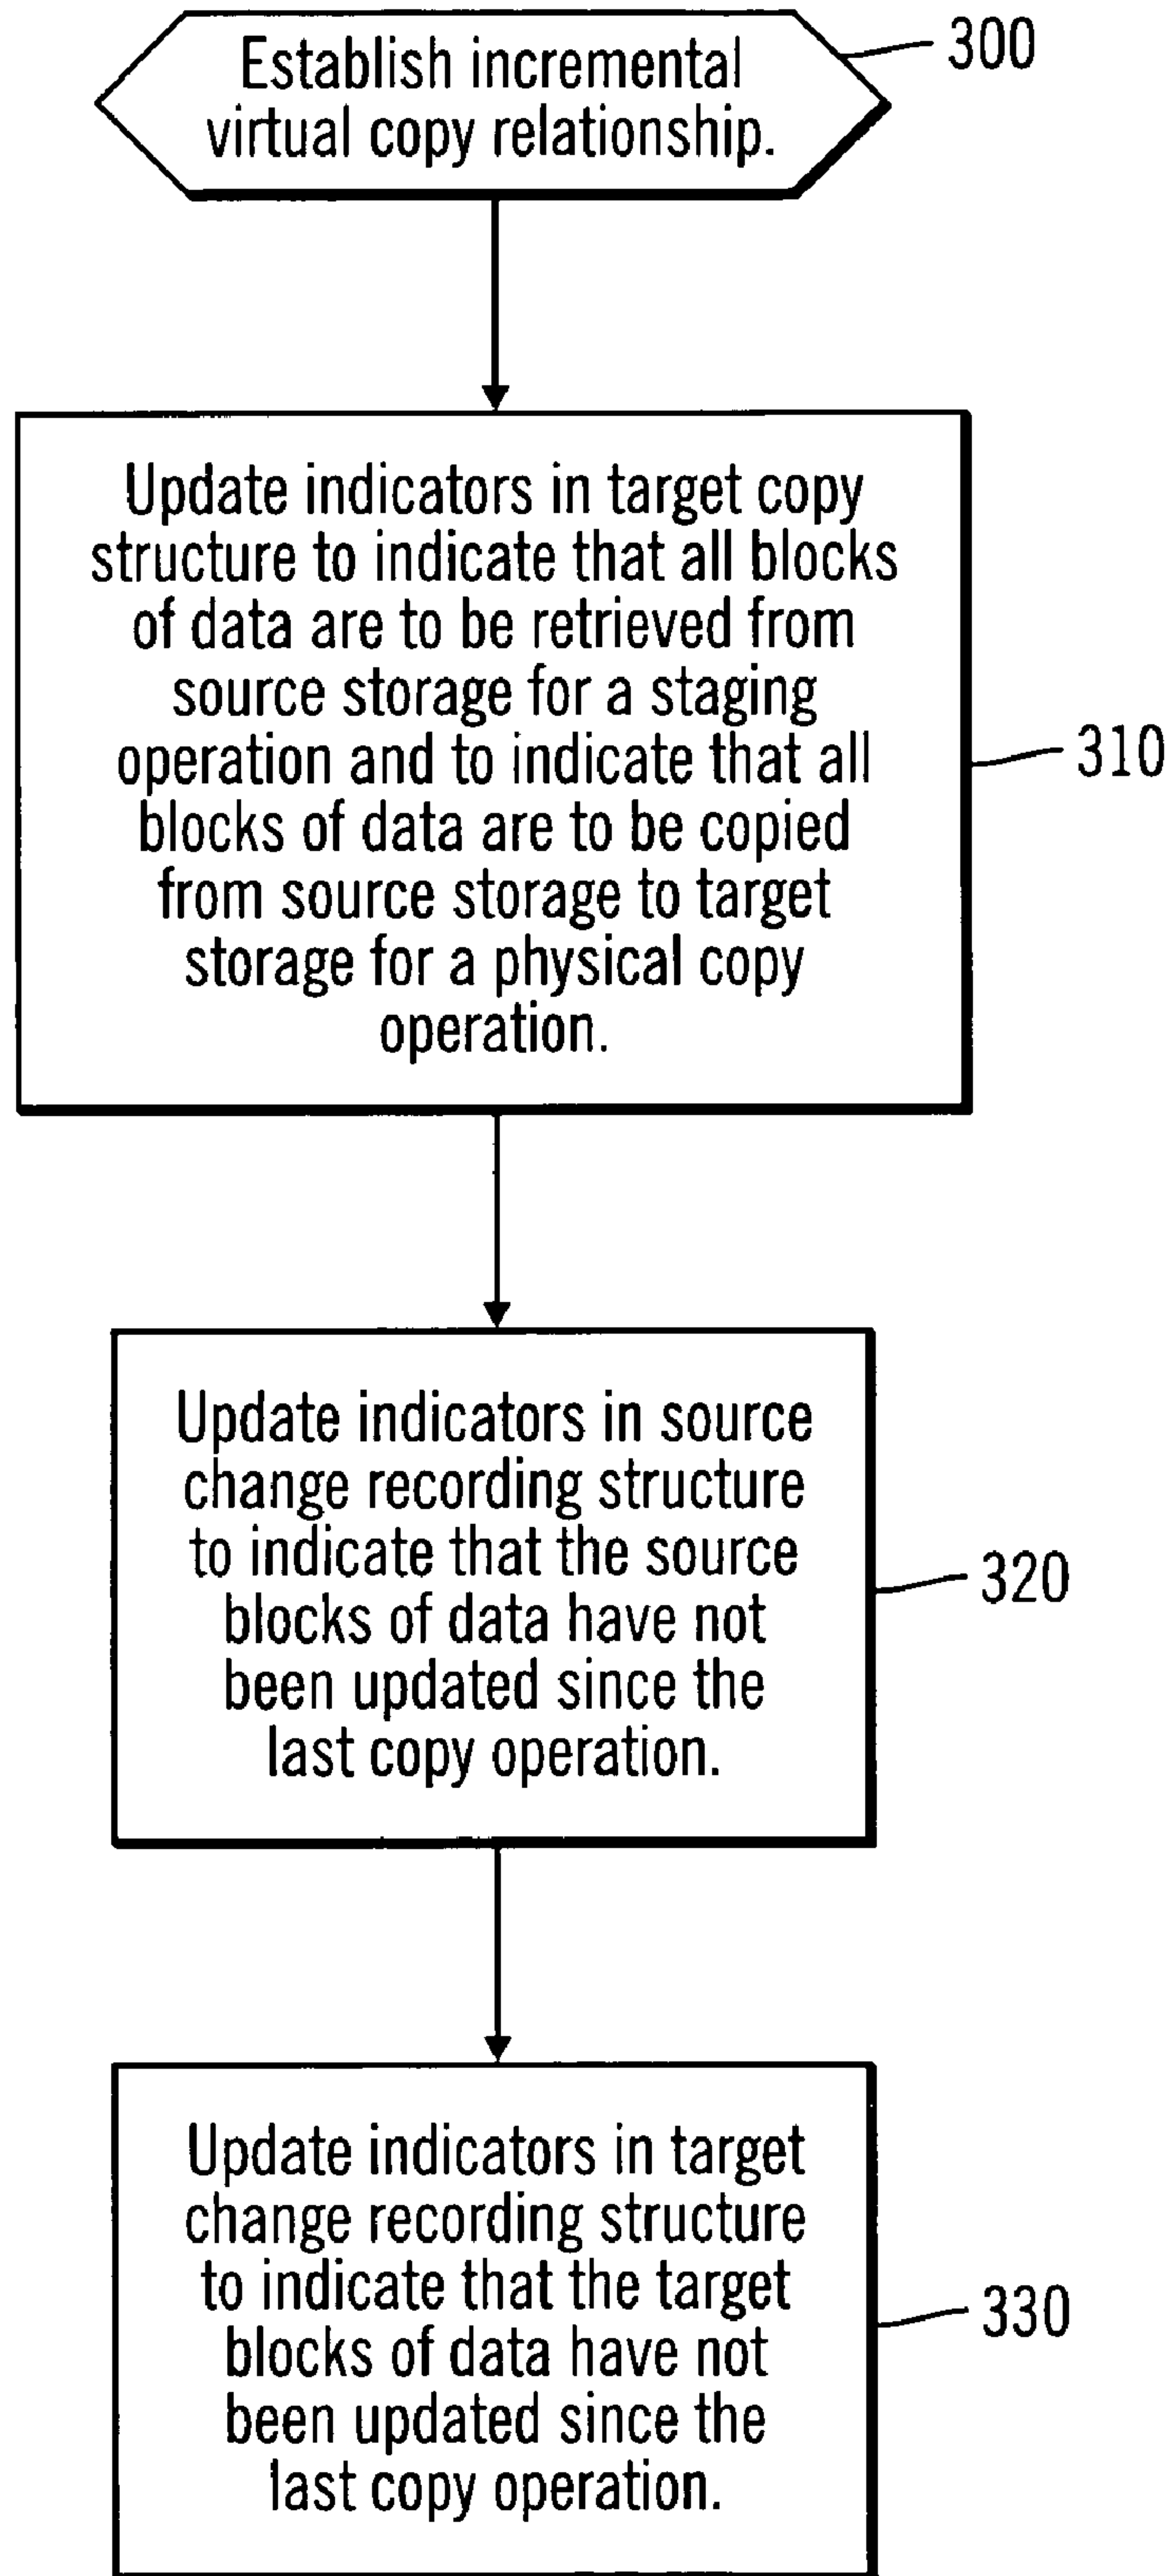 Establish incremental
virtual copy relationship.
300
Update indicators in target copy
structure to indicate that all blocks
of data are to be retrieved from
source storage for a staging
operation and to indicate that all
blocks of data are to be copied
from source storage to target
storage for a physical copy
operation.
310
Update indicators in source
change recording structure
to indicate that the source
blocks of data have not
been updated since the
last copy operation.
320
Update indicators in target
change recording structure
to indicate that the target
blocks of data have not
been updated since the
last copy operation.
330